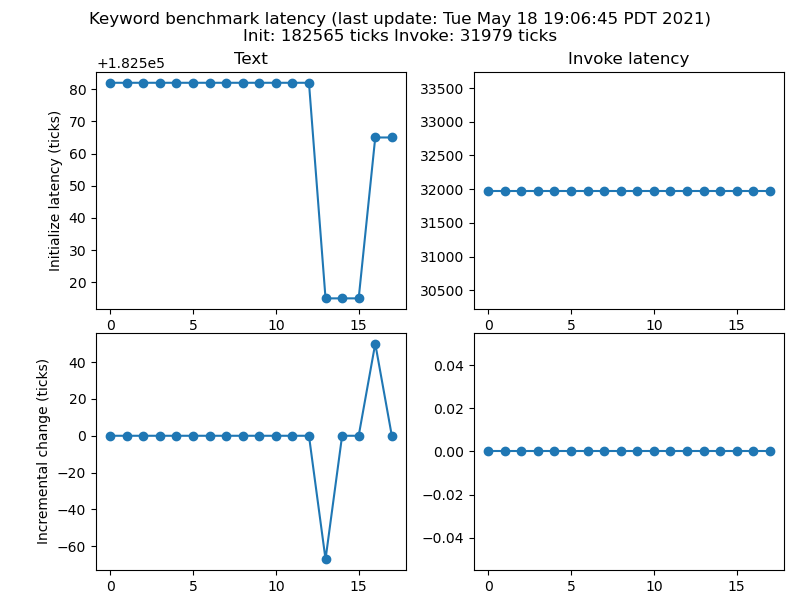 Keyword benchmark latency (last update: Tue May 18 19:06:45 PDT 2021)
Init: 182565 ticks Invoke: 31979 ticks
Text
+1.825e5
Initialize latency (ticks)
80
70
60
50
40
30
20
0 5 10 15
Invoke latency
33500
33000
32500
32000
31500
31000
30500
0 5 10 15
Incremental change (ticks)
40
20
0
−20
−40
−60
0 5 10 15
0.04
0.02
0.00
−0.02
−0.04
0 5 10 15